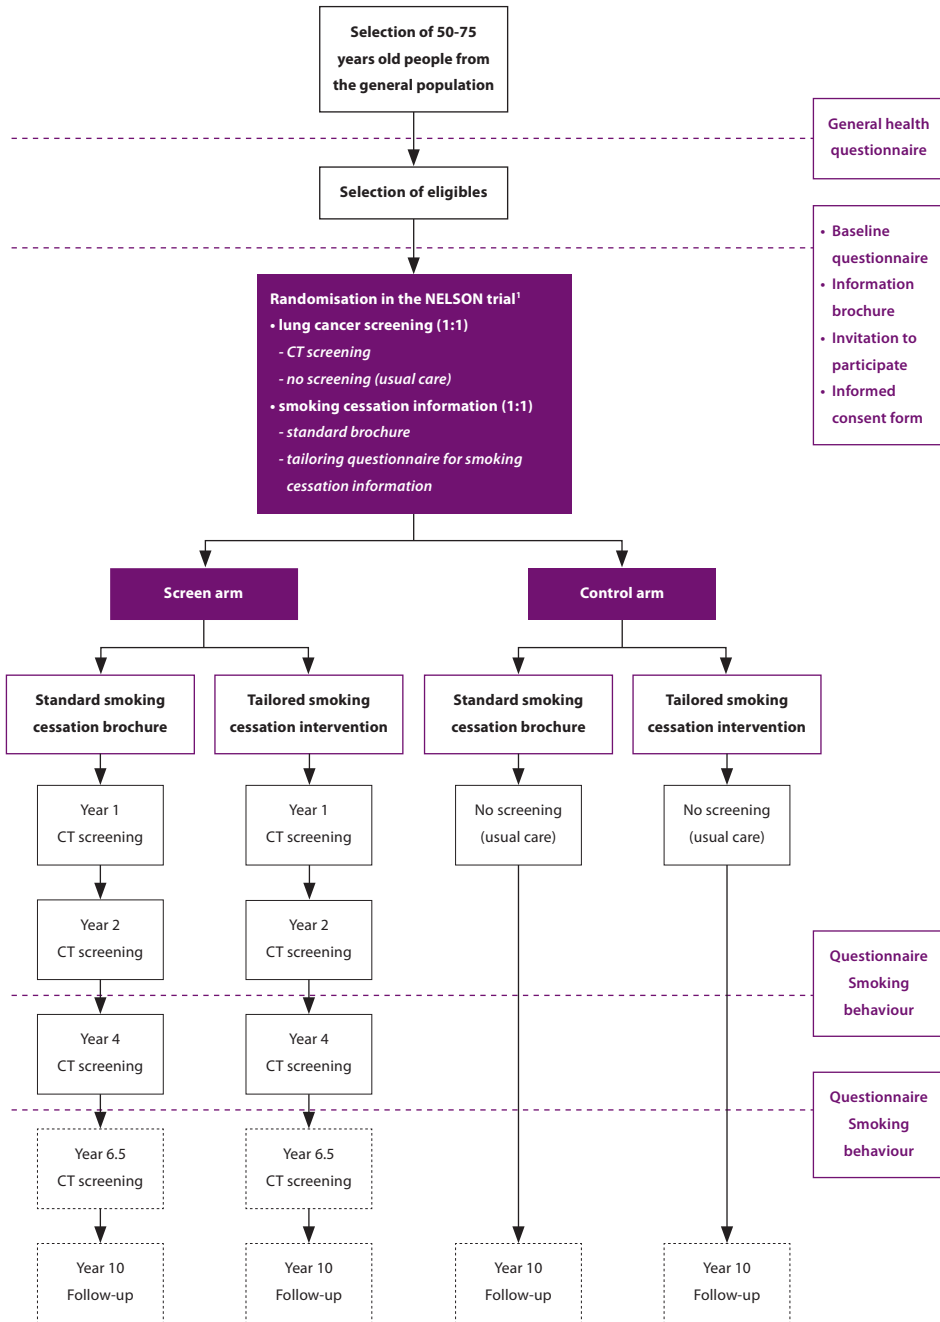 Selection of 50-75
years old people from
the general population
General health
questionnaire
Selection of eligibles
• Baseline
questionnaire
• Information
brochure
• Invitation to
participate
• Informed
consent form
Randomisation in the NELSON trial¹
• lung cancer screening (1:1)
- CT screening
- no screening (usual care)
• smoking cessation information (1:1)
- standard brochure
- tailoring questionnaire for smoking
cessation information
Screen arm
Control arm
Standard smoking
cessation brochure
Tailored smoking
cessation intervention
Standard smoking
cessation brochure
Tailored smoking
cessation intervention
Year 1
CT screening
Year 1
CT screening
No screening
(usual care)
No screening
(usual care)
Year 2
CT screening
Year 2
CT screening
Questionnaire
Smoking
behaviour
Year 4
CT screening
Year 4
CT screening
Questionnaire
Smoking
behaviour
Year 6.5
CT screening
Year 6.5
CT screening
Year 10
Follow-up
Year 10
Follow-up
Year 10
Follow-up
Year 10
Follow-up